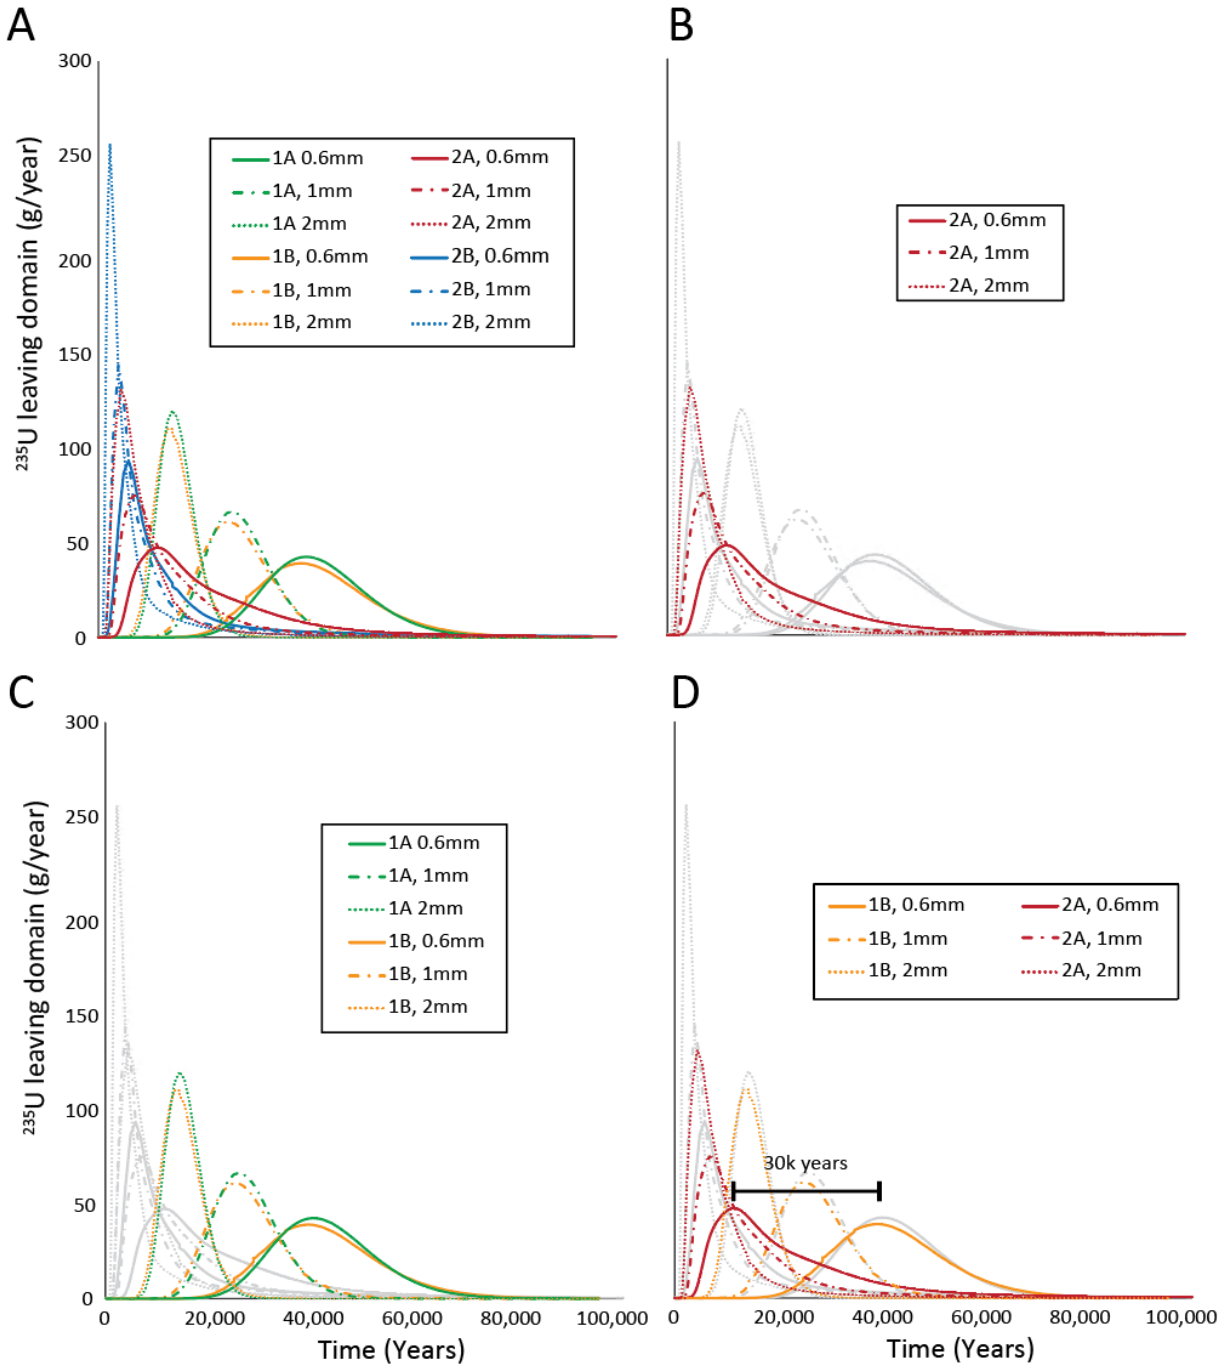 A
B
300
250
200
150
100
50
0
²³⁵U leaving domain (g/year)
1A 0.6mm
1A, 1mm
1A 2mm
1B, 0.6mm
1B, 1mm
1B, 2mm
2A, 0.6mm
2A, 1mm
2A, 2mm
2B, 0.6mm
2B, 1mm
2B, 2mm
2A, 0.6mm
2A, 1mm
2A, 2mm
C
D
300
250
200
150
100
50
0
²³⁵U leaving domain (g/year)
1A 0.6mm
1A, 1mm
1A 2mm
1B, 0.6mm
1B, 1mm
1B, 2mm
0
20,000
40,000
60,000
80,000
100,000
Time (Years)
1B, 0.6mm
1B, 1mm
1B, 2mm
2A, 0.6mm
2A, 1mm
2A, 2mm
30k years
0
20,000
40,000
60,000
80,000
100,000
Time (Years)